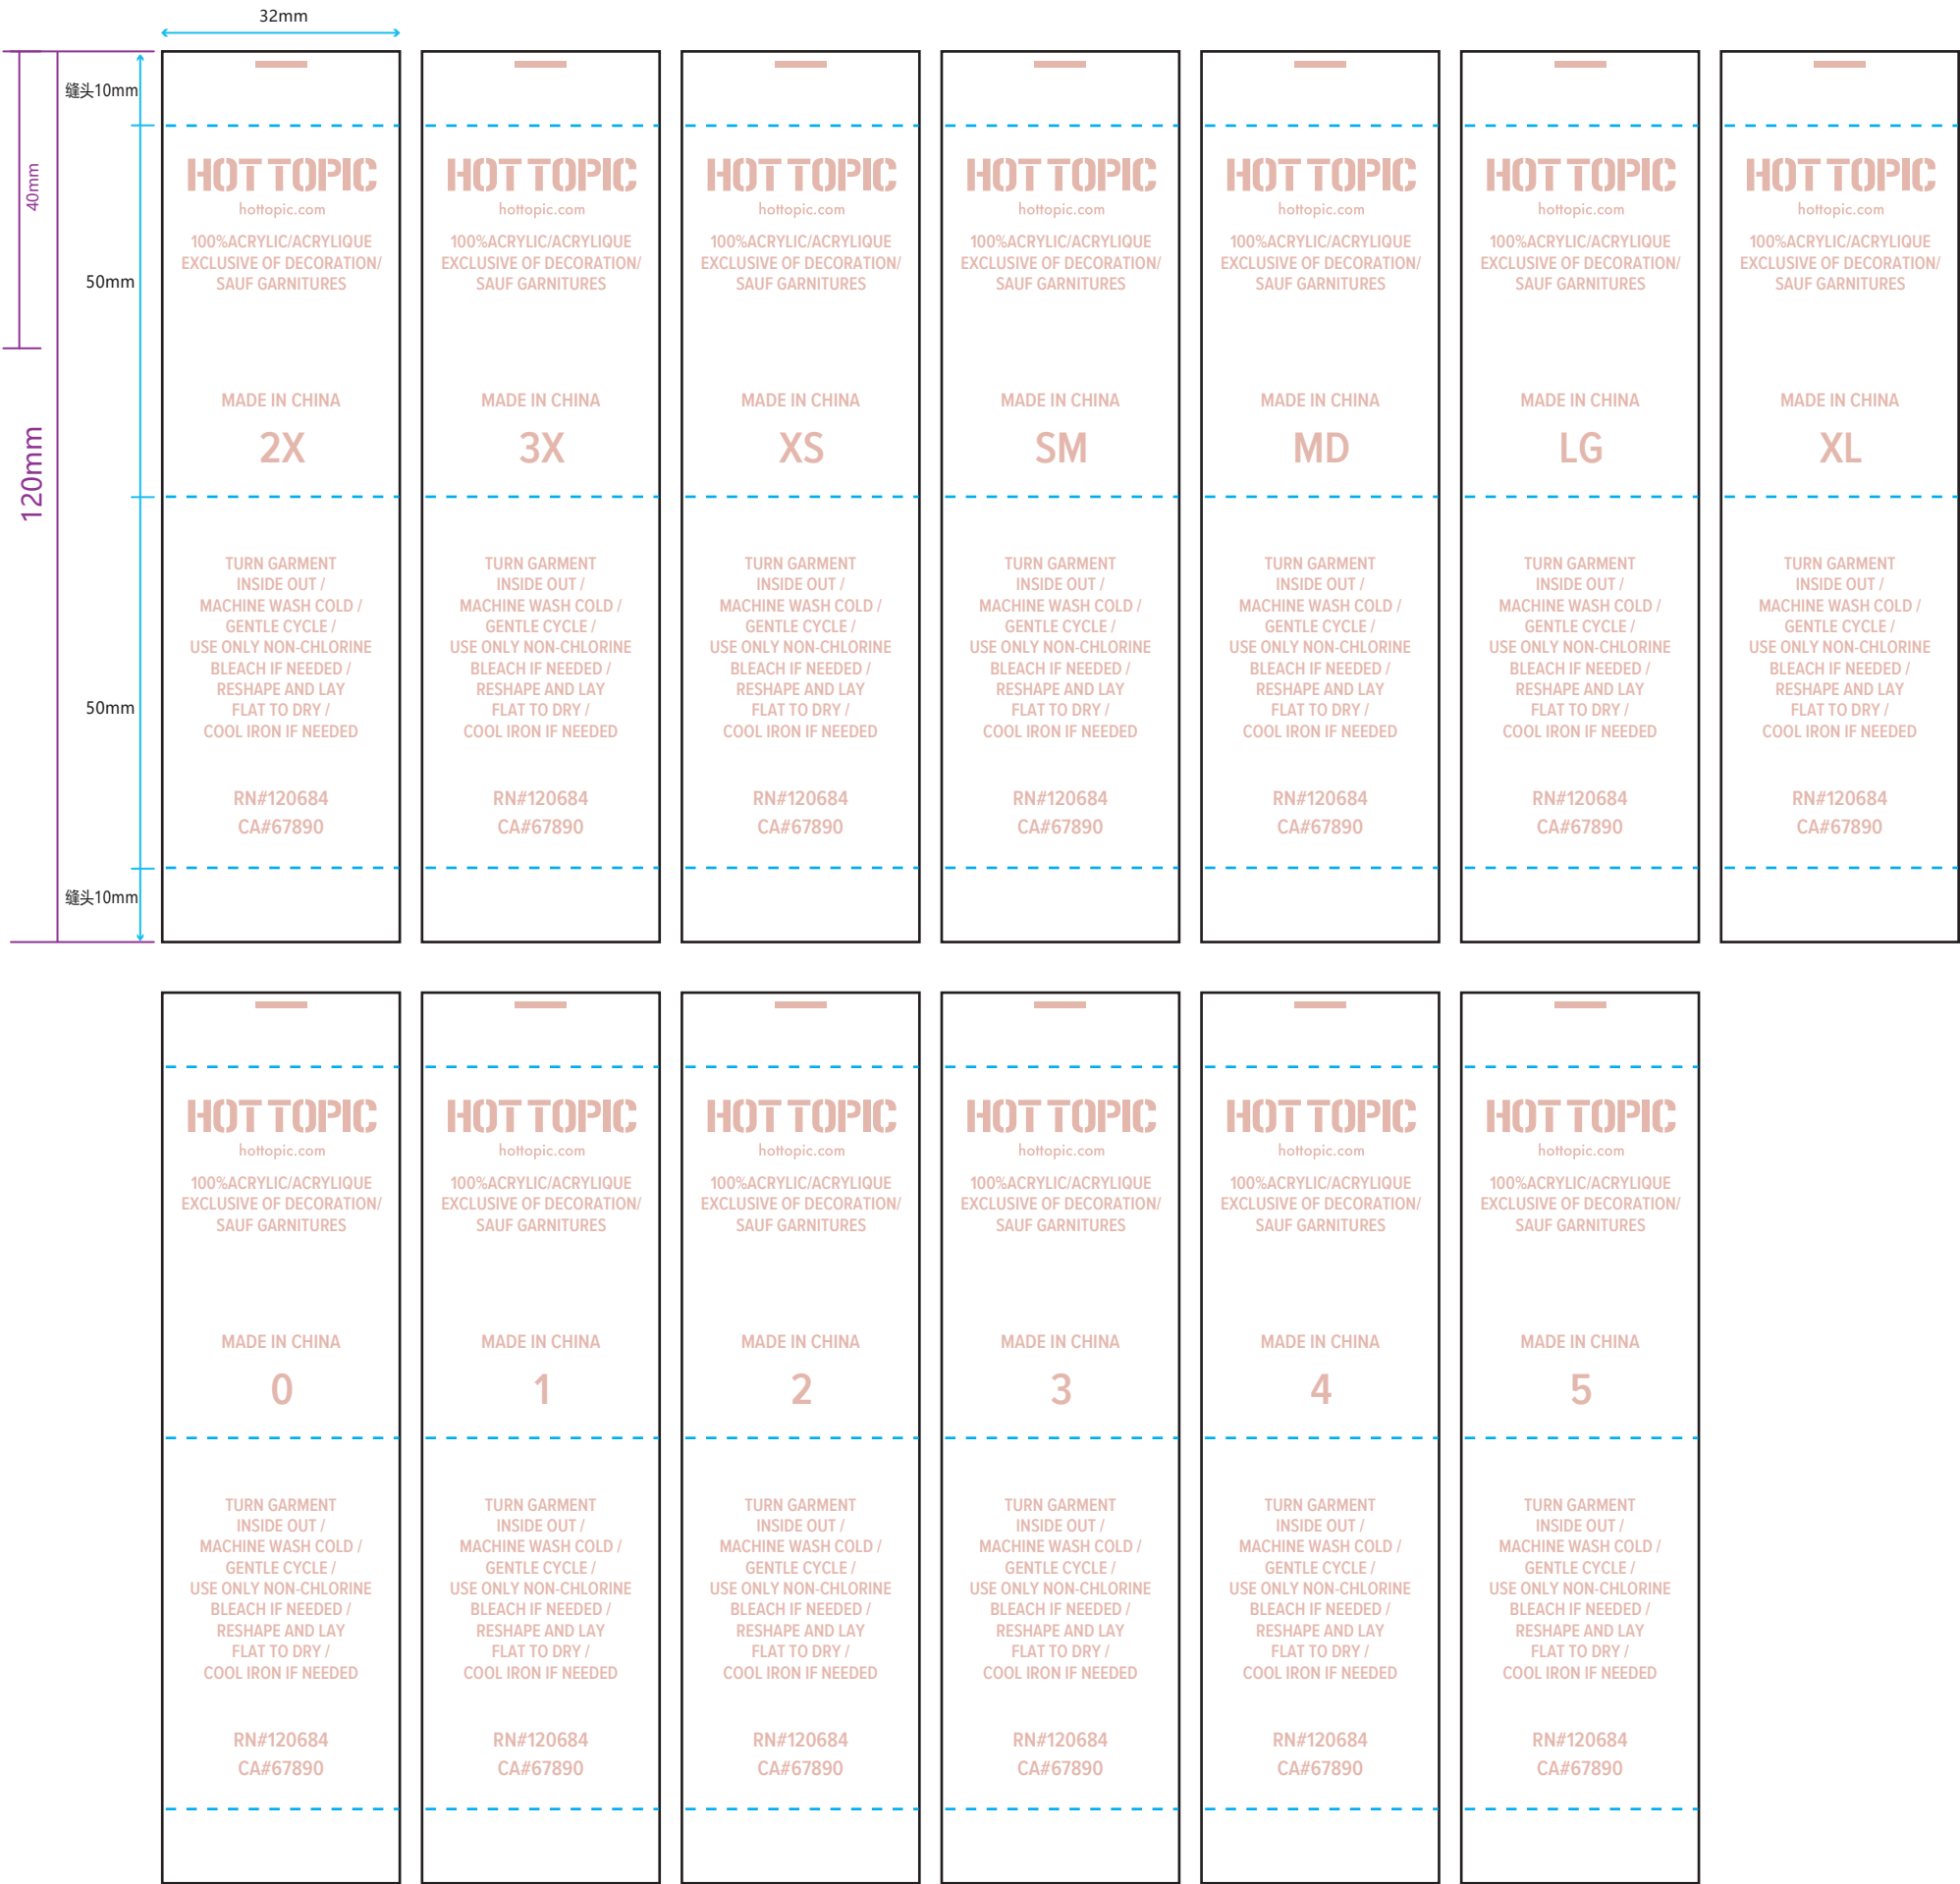 32mm
缝头10mm
40mm
50mm
120mm
50mm
缝头10mm
HOT TOPIC
hottopic.com
100%ACRYLIC/ACRYLIQUE
EXCLUSIVE OF DECORATION/
SAUF GARNITURES
MADE IN CHINA
2X
TURN GARMENT
INSIDE OUT /
MACHINE WASH COLD /
GENTLE CYCLE /
USE ONLY NON-CHLORINE
BLEACH IF NEEDED /
RESHAPE AND LAY
FLAT TO DRY /
COOL IRON IF NEEDED
RN#120684
CA#67890
HOT TOPIC
hottopic.com
100%ACRYLIC/ACRYLIQUE
EXCLUSIVE OF DECORATION/
SAUF GARNITURES
MADE IN CHINA
3X
TURN GARMENT
INSIDE OUT /
MACHINE WASH COLD /
GENTLE CYCLE /
USE ONLY NON-CHLORINE
BLEACH IF NEEDED /
RESHAPE AND LAY
FLAT TO DRY /
COOL IRON IF NEEDED
RN#120684
CA#67890
HOT TOPIC
hottopic.com
100%ACRYLIC/ACRYLIQUE
EXCLUSIVE OF DECORATION/
SAUF GARNITURES
MADE IN CHINA
XS
TURN GARMENT
INSIDE OUT /
MACHINE WASH COLD /
GENTLE CYCLE /
USE ONLY NON-CHLORINE
BLEACH IF NEEDED /
RESHAPE AND LAY
FLAT TO DRY /
COOL IRON IF NEEDED
RN#120684
CA#67890
HOT TOPIC
hottopic.com
100%ACRYLIC/ACRYLIQUE
EXCLUSIVE OF DECORATION/
SAUF GARNITURES
MADE IN CHINA
SM
TURN GARMENT
INSIDE OUT /
MACHINE WASH COLD /
GENTLE CYCLE /
USE ONLY NON-CHLORINE
BLEACH IF NEEDED /
RESHAPE AND LAY
FLAT TO DRY /
COOL IRON IF NEEDED
RN#120684
CA#67890
HOT TOPIC
hottopic.com
100%ACRYLIC/ACRYLIQUE
EXCLUSIVE OF DECORATION/
SAUF GARNITURES
MADE IN CHINA
MD
TURN GARMENT
INSIDE OUT /
MACHINE WASH COLD /
GENTLE CYCLE /
USE ONLY NON-CHLORINE
BLEACH IF NEEDED /
RESHAPE AND LAY
FLAT TO DRY /
COOL IRON IF NEEDED
RN#120684
CA#67890
HOT TOPIC
hottopic.com
100%ACRYLIC/ACRYLIQUE
EXCLUSIVE OF DECORATION/
SAUF GARNITURES
MADE IN CHINA
LG
TURN GARMENT
INSIDE OUT /
MACHINE WASH COLD /
GENTLE CYCLE /
USE ONLY NON-CHLORINE
BLEACH IF NEEDED /
RESHAPE AND LAY
FLAT TO DRY /
COOL IRON IF NEEDED
RN#120684
CA#67890
HOT TOPIC
hottopic.com
100%ACRYLIC/ACRYLIQUE
EXCLUSIVE OF DECORATION/
SAUF GARNITURES
MADE IN CHINA
XL
TURN GARMENT
INSIDE OUT /
MACHINE WASH COLD /
GENTLE CYCLE /
USE ONLY NON-CHLORINE
BLEACH IF NEEDED /
RESHAPE AND LAY
FLAT TO DRY /
COOL IRON IF NEEDED
RN#120684
CA#67890
HOT TOPIC
hottopic.com
100%ACRYLIC/ACRYLIQUE
EXCLUSIVE OF DECORATION/
SAUF GARNITURES
MADE IN CHINA
0
TURN GARMENT
INSIDE OUT /
MACHINE WASH COLD /
GENTLE CYCLE /
USE ONLY NON-CHLORINE
BLEACH IF NEEDED /
RESHAPE AND LAY
FLAT TO DRY /
COOL IRON IF NEEDED
RN#120684
CA#67890
HOT TOPIC
hottopic.com
100%ACRYLIC/ACRYLIQUE
EXCLUSIVE OF DECORATION/
SAUF GARNITURES
MADE IN CHINA
1
TURN GARMENT
INSIDE OUT /
MACHINE WASH COLD /
GENTLE CYCLE /
USE ONLY NON-CHLORINE
BLEACH IF NEEDED /
RESHAPE AND LAY
FLAT TO DRY /
COOL IRON IF NEEDED
RN#120684
CA#67890
HOT TOPIC
hottopic.com
100%ACRYLIC/ACRYLIQUE
EXCLUSIVE OF DECORATION/
SAUF GARNITURES
MADE IN CHINA
2
TURN GARMENT
INSIDE OUT /
MACHINE WASH COLD /
GENTLE CYCLE /
USE ONLY NON-CHLORINE
BLEACH IF NEEDED /
RESHAPE AND LAY
FLAT TO DRY /
COOL IRON IF NEEDED
RN#120684
CA#67890
HOT TOPIC
hottopic.com
100%ACRYLIC/ACRYLIQUE
EXCLUSIVE OF DECORATION/
SAUF GARNITURES
MADE IN CHINA
3
TURN GARMENT
INSIDE OUT /
MACHINE WASH COLD /
GENTLE CYCLE /
USE ONLY NON-CHLORINE
BLEACH IF NEEDED /
RESHAPE AND LAY
FLAT TO DRY /
COOL IRON IF NEEDED
RN#120684
CA#67890
HOT TOPIC
hottopic.com
100%ACRYLIC/ACRYLIQUE
EXCLUSIVE OF DECORATION/
SAUF GARNITURES
MADE IN CHINA
4
TURN GARMENT
INSIDE OUT /
MACHINE WASH COLD /
GENTLE CYCLE /
USE ONLY NON-CHLORINE
BLEACH IF NEEDED /
RESHAPE AND LAY
FLAT TO DRY /
COOL IRON IF NEEDED
RN#120684
CA#67890
HOT TOPIC
hottopic.com
100%ACRYLIC/ACRYLIQUE
EXCLUSIVE OF DECORATION/
SAUF GARNITURES
MADE IN CHINA
5
TURN GARMENT
INSIDE OUT /
MACHINE WASH COLD /
GENTLE CYCLE /
USE ONLY NON-CHLORINE
BLEACH IF NEEDED /
RESHAPE AND LAY
FLAT TO DRY /
COOL IRON IF NEEDED
RN#120684
CA#67890